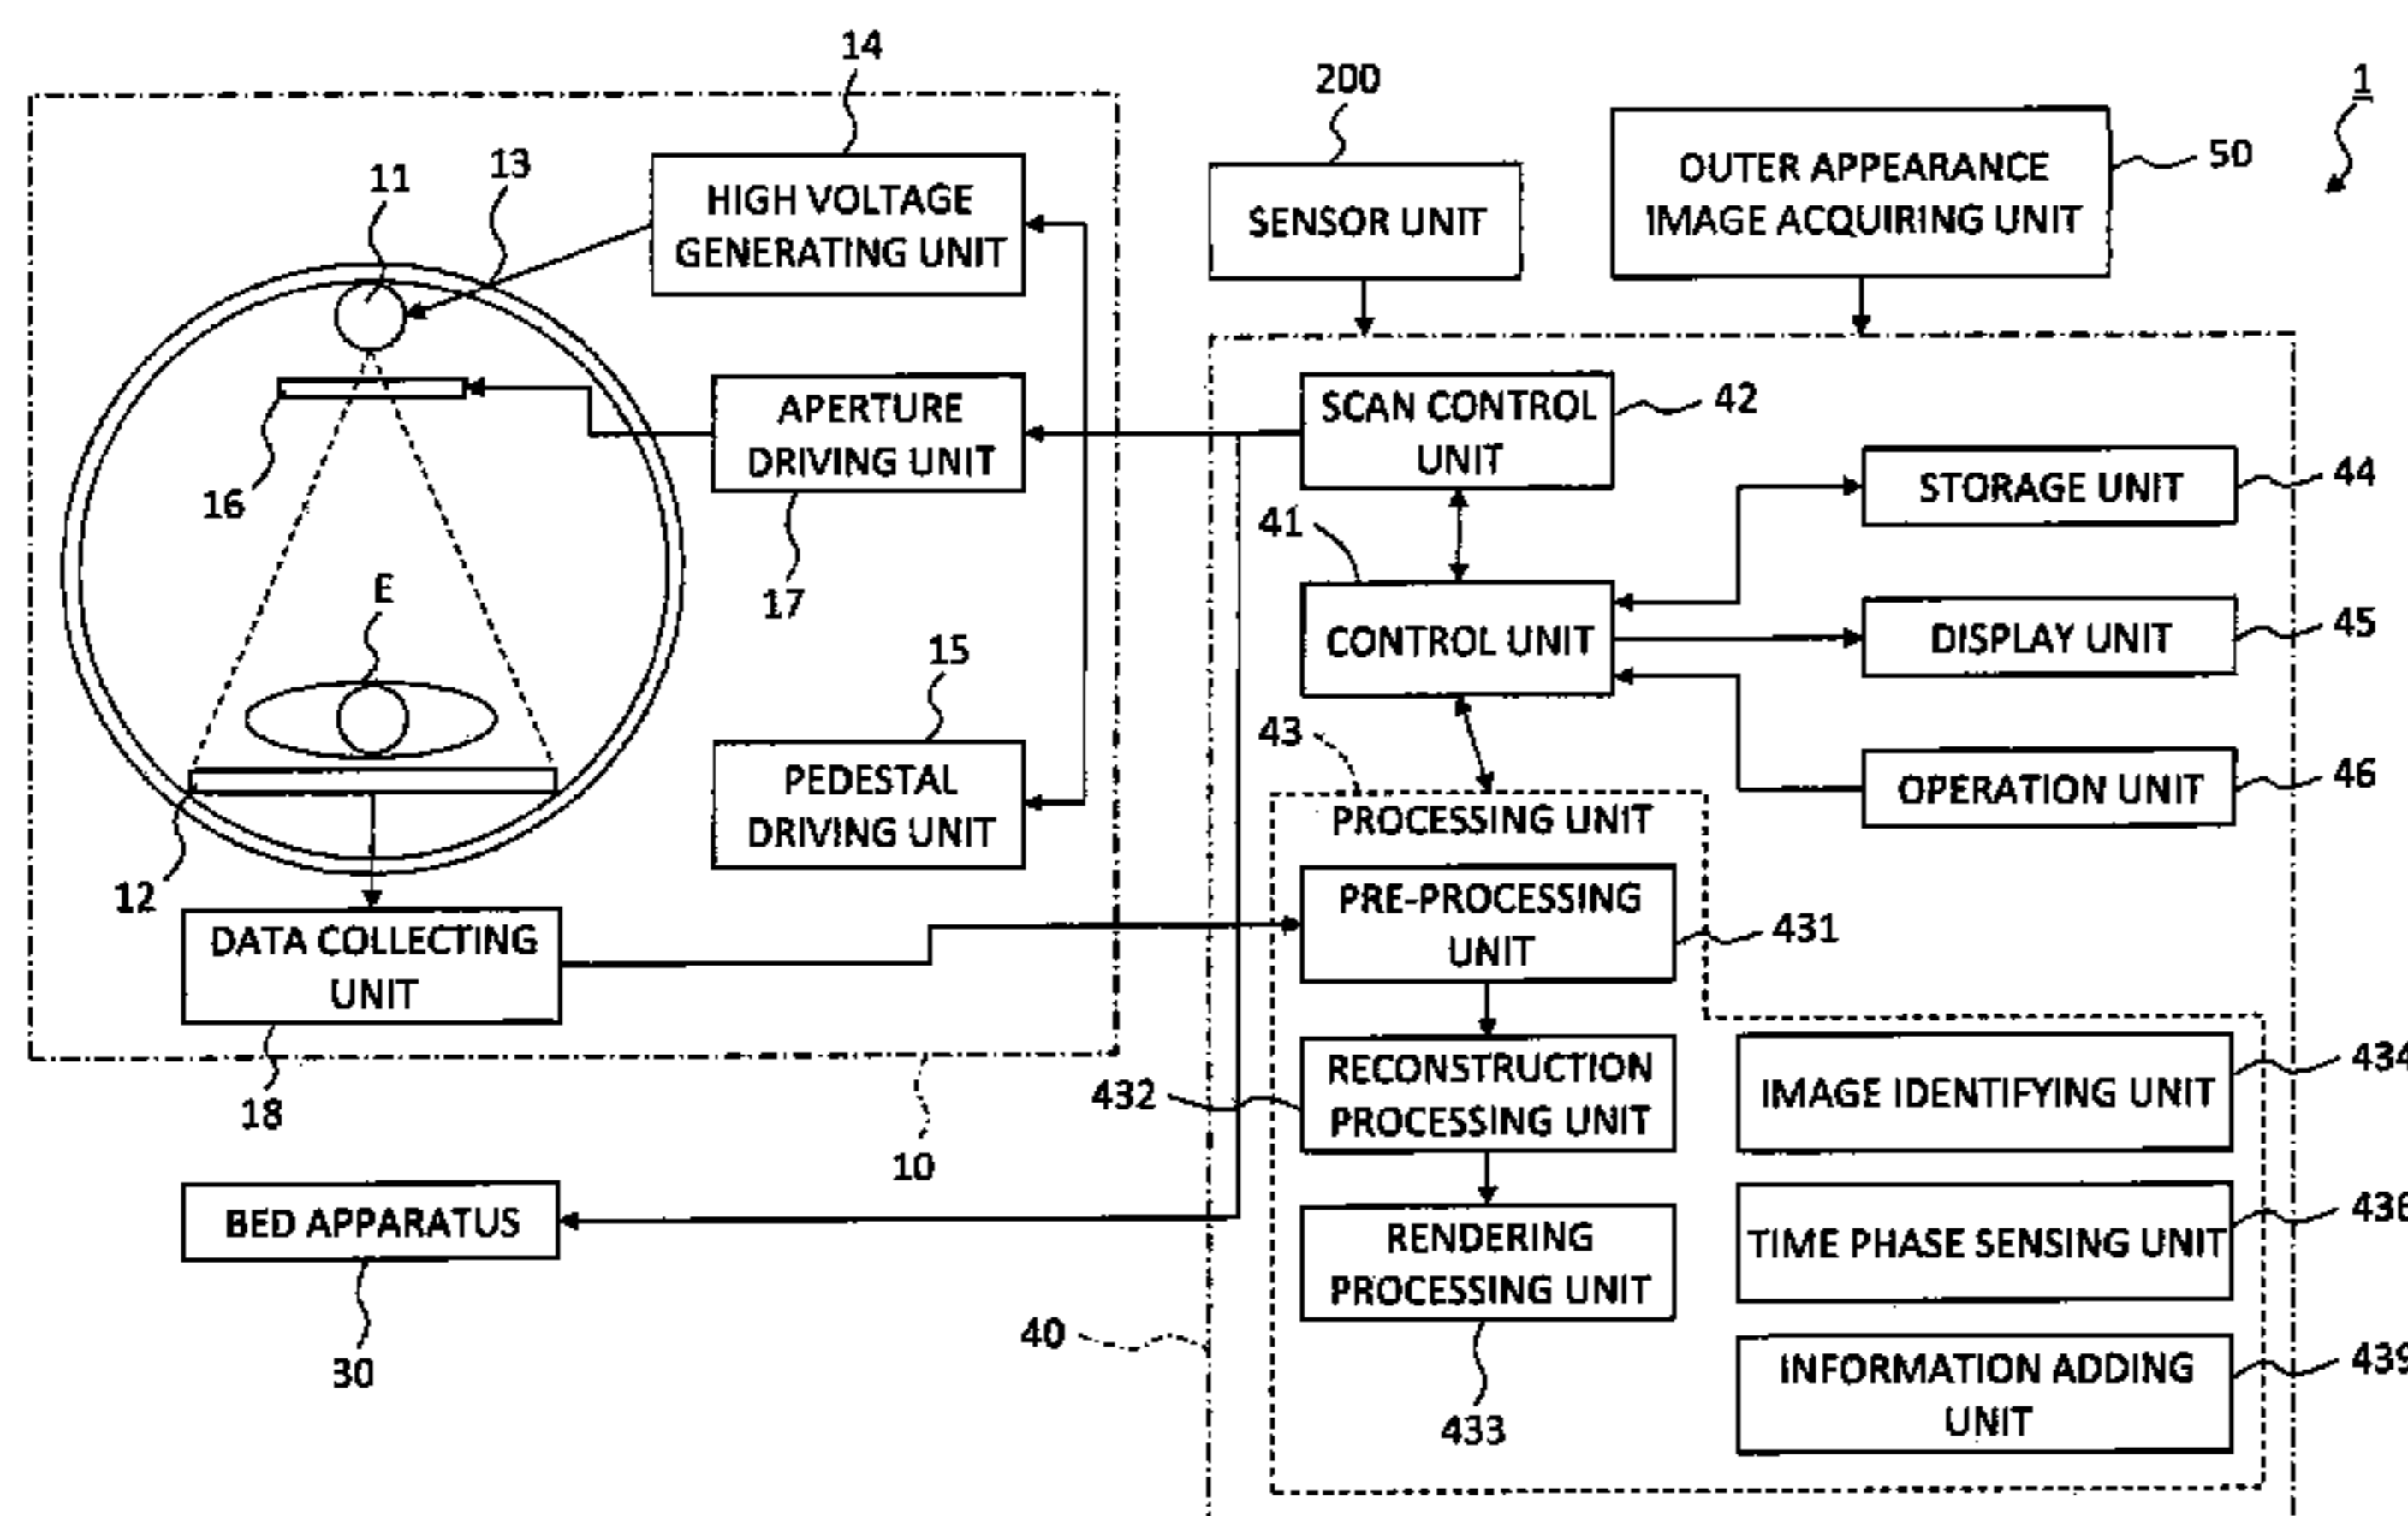 14
200
1
13
11
HIGH VOLTAGE
GENERATING UNIT
SENSOR UNIT
OUTER APPEARANCE
IMAGE ACQUIRING UNIT
50
16
APERTURE
DRIVING UNIT
17
SCAN CONTROL
UNIT
42
STORAGE UNIT
44
41
CONTROL UNIT
DISPLAY UNIT
45
E
15
PEDESTAL
DRIVING UNIT
43
OPERATION UNIT
46
PROCESSING UNIT
12
DATA COLLECTING
UNIT
18
PRE-PROCESSING
UNIT
431
10
432
RECONSTRUCTION
PROCESSING UNIT
IMAGE IDENTIFYING UNIT
434
BED APPARATUS
30
RENDERING
PROCESSING UNIT
433
TIME PHASE SENSING UNIT
436
40
INFORMATION ADDING
UNIT
439